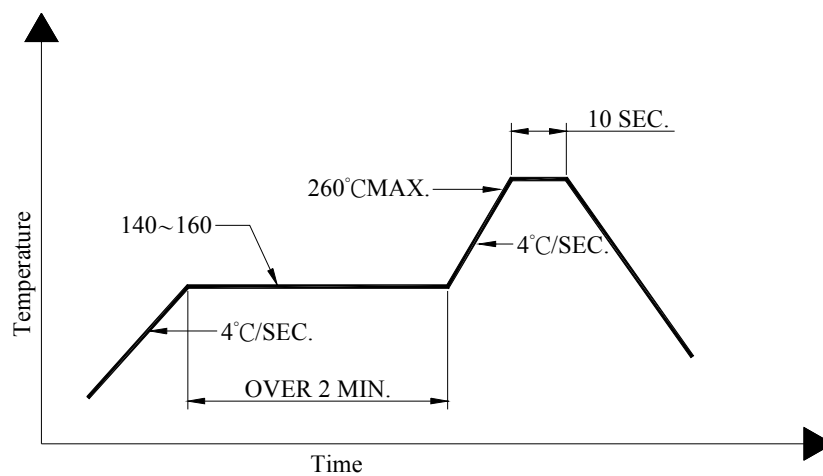 10 SEC.
260℃MAX.
140~160
4℃/SEC.
4℃/SEC.
OVER 2 MIN.
Temperature
Time